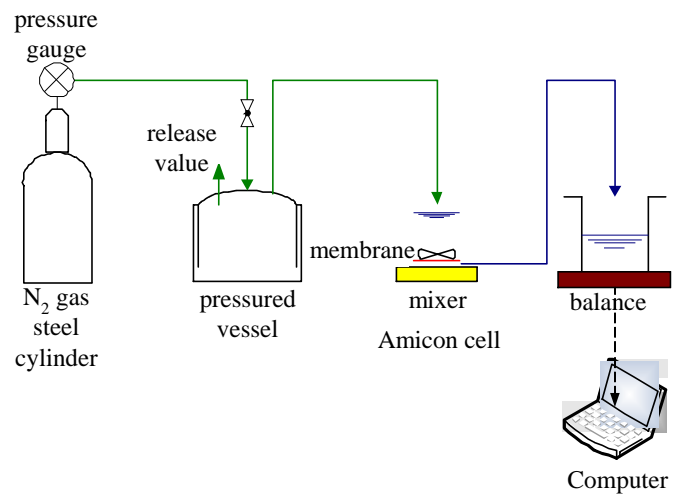 pressure
gauge
release
value
membrane
N₂ gas
steel
cylinder
pressured
vessel
mixer
Amicon cell
balance
Computer